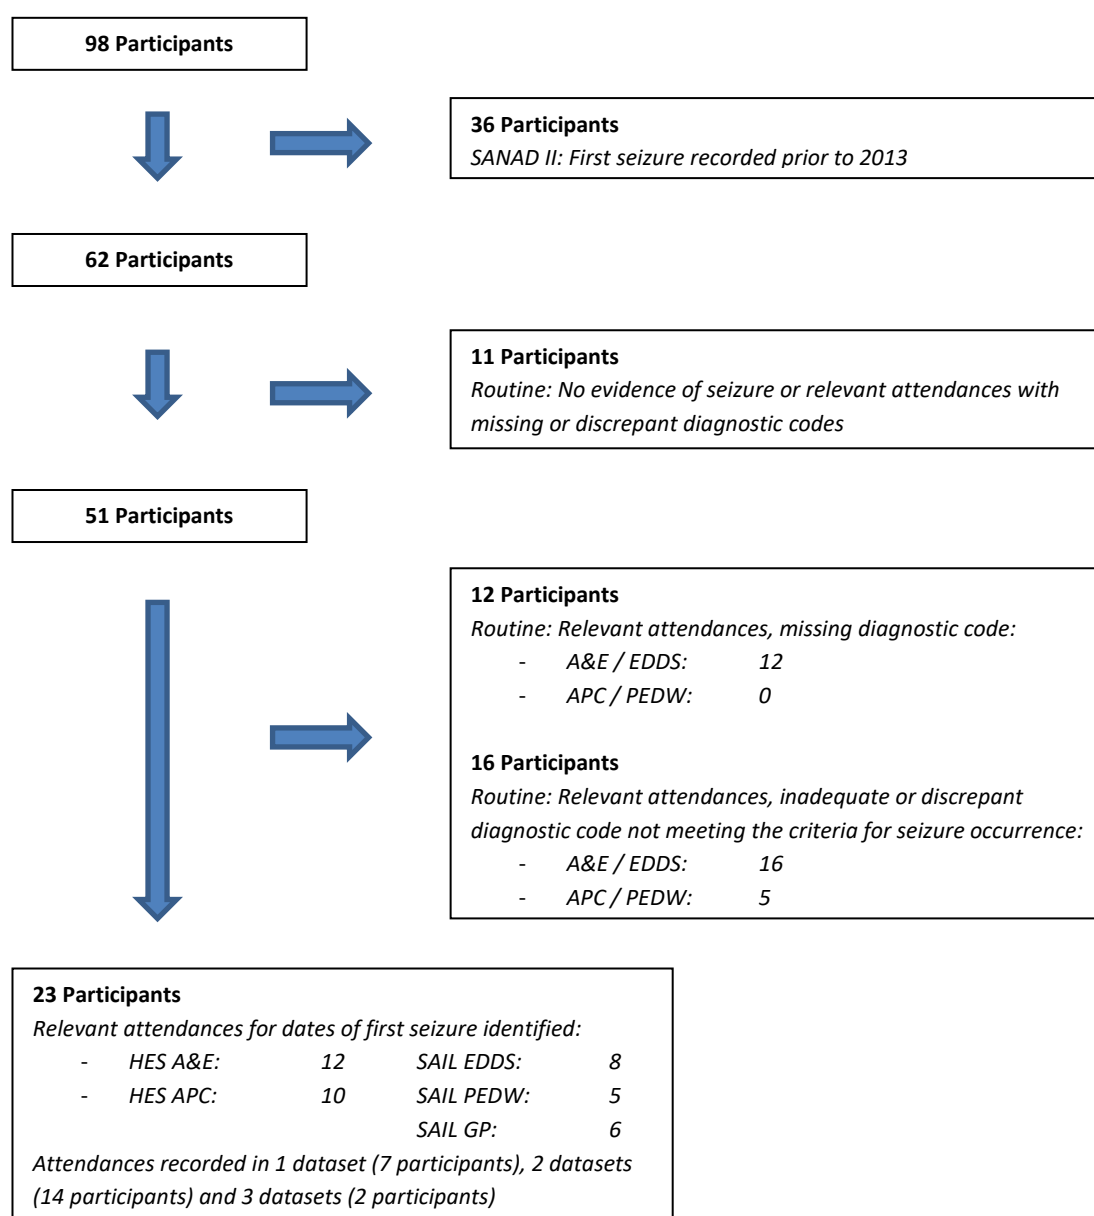 98 Participants
36 Participants
SANAD II: First seizure recorded prior to 2013
62 Participants
11 Participants
Routine: No evidence of seizure or relevant attendances with
missing or discrepant diagnostic codes
51 Participants
12 Participants
Routine: Relevant attendances, missing diagnostic code:
- A&E / EDDS: 12
- APC / PEDW: 0
16 Participants
Routine: Relevant attendances, inadequate or discrepant
diagnostic code not meeting the criteria for seizure occurrence:
- A&E / EDDS: 16
- APC / PEDW: 5
23 Participants
Relevant attendances for dates of first seizure identified:
- HES A&E: 12 SAIL EDDS: 8
- HES APC: 10 SAIL PEDW: 5
SAIL GP: 6
Attendances recorded in 1 dataset (7 participants), 2 datasets
(14 participants) and 3 datasets (2 participants)